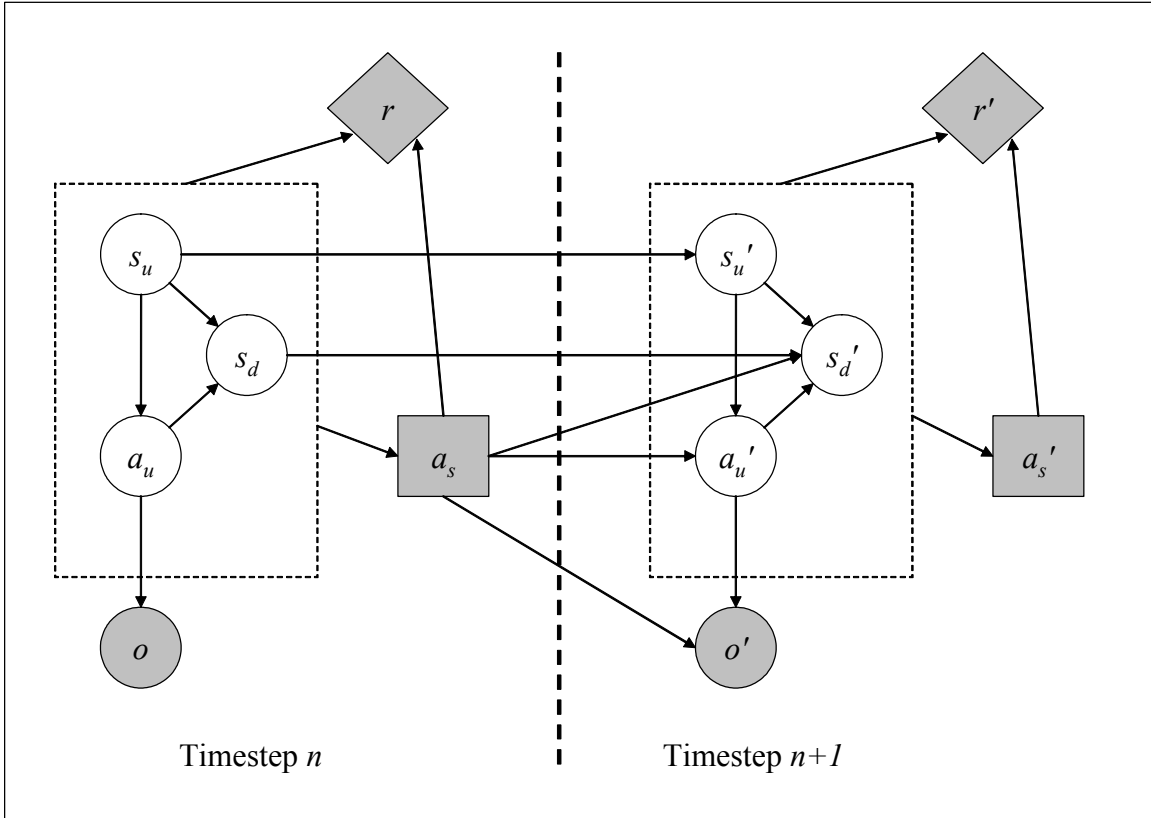 r r′
s_u s_u′
s_d s_d′
a_u a_s a_u′ a_s′
o o′
Timestep n Timestep n+1